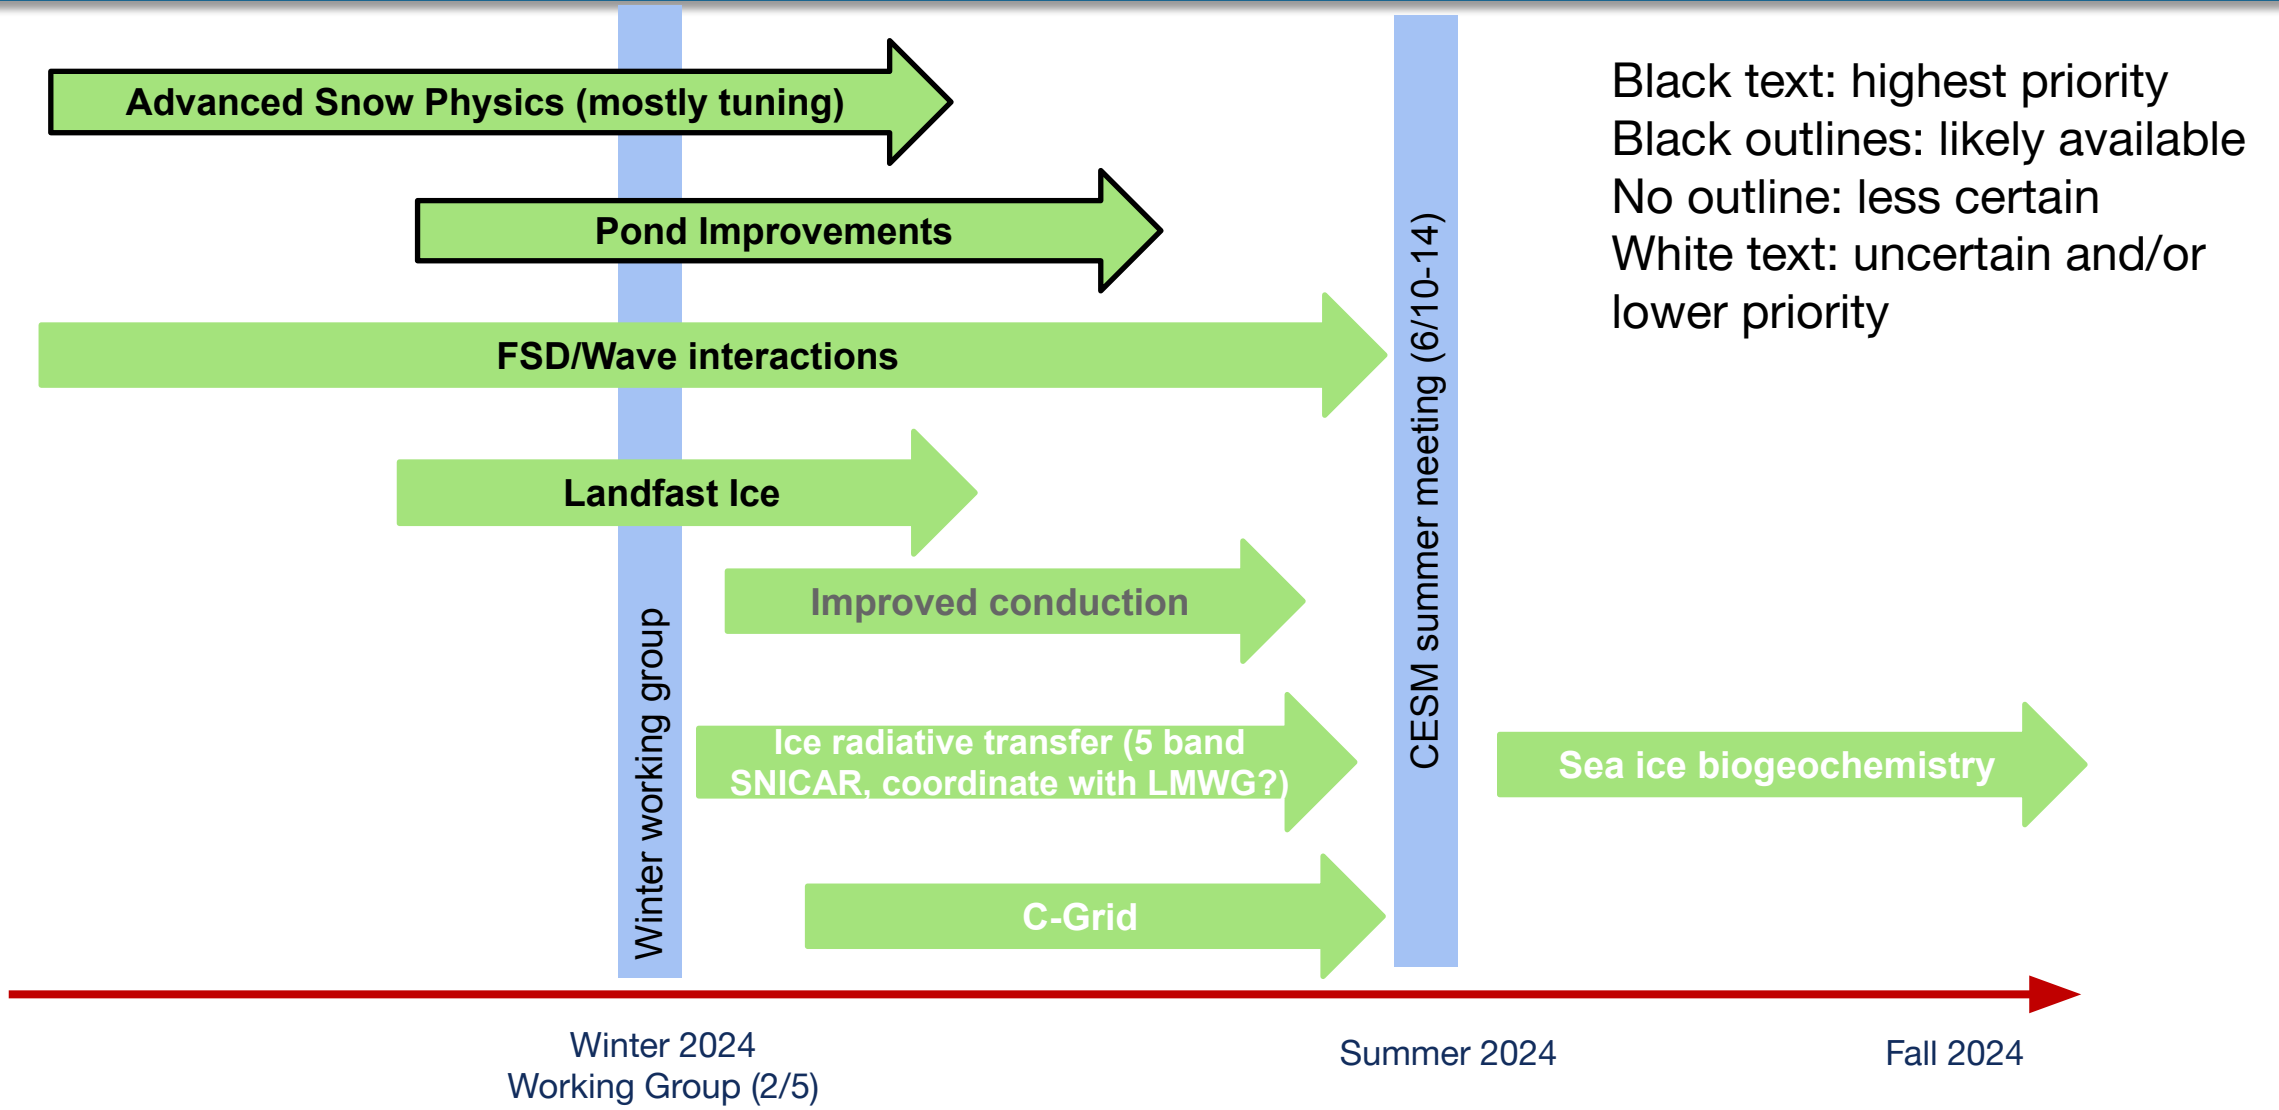 Advanced Snow Physics (mostly tuning)
Pond Improvements
FSD/Wave interactions
Landfast Ice
Improved conduction
Ice radiative transfer (5 band
SNICAR, coordinate with LMWG?)
C-Grid
Sea ice biogeochemistry
Winter working group
CESM summer meeting (6/10-14)
Black text: highest priority
Black outlines: likely available
No outline: less certain
White text: uncertain and/or
lower priority
Winter 2024
Working Group (2/5)
Summer 2024
Fall 2024